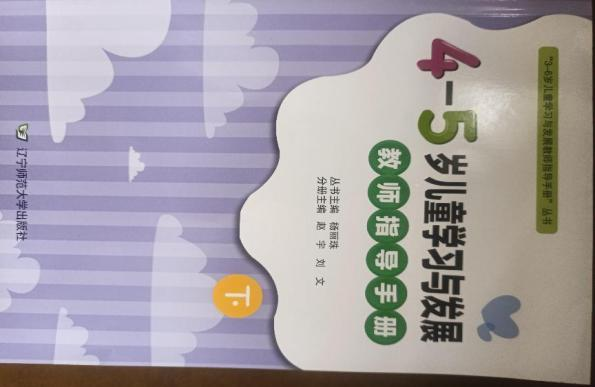 “3-6岁儿童学习与发展教师指导手册”丛书
4-5岁儿童学习与发展
教师指导手册
丛书主编 杨丽珠
分册主编 赵 宇 刘 文
下
辽宁师范大学出版社